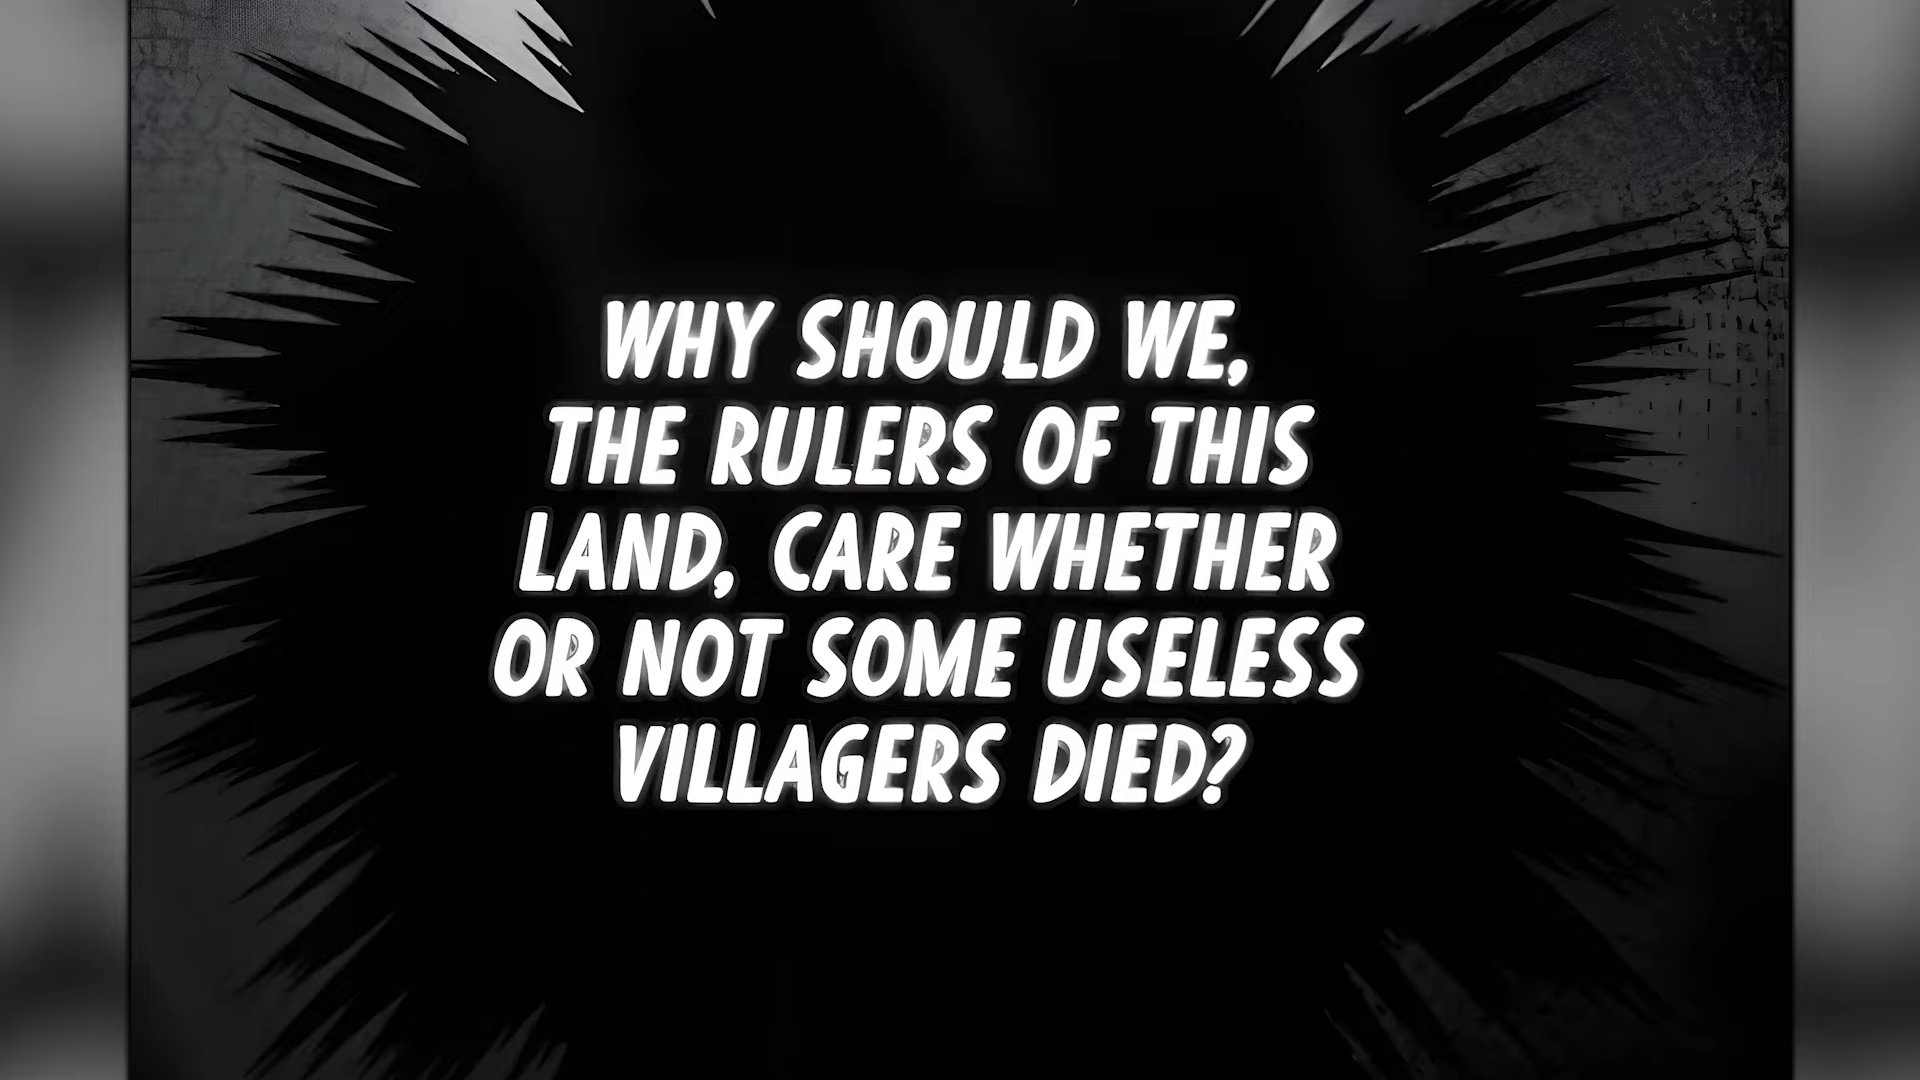 WHY SHOULD WE,
THE RULERS OF THIS
LAND, CARE WHETHER
OR NOT SOME USELESS
VILLAGERS DIED?